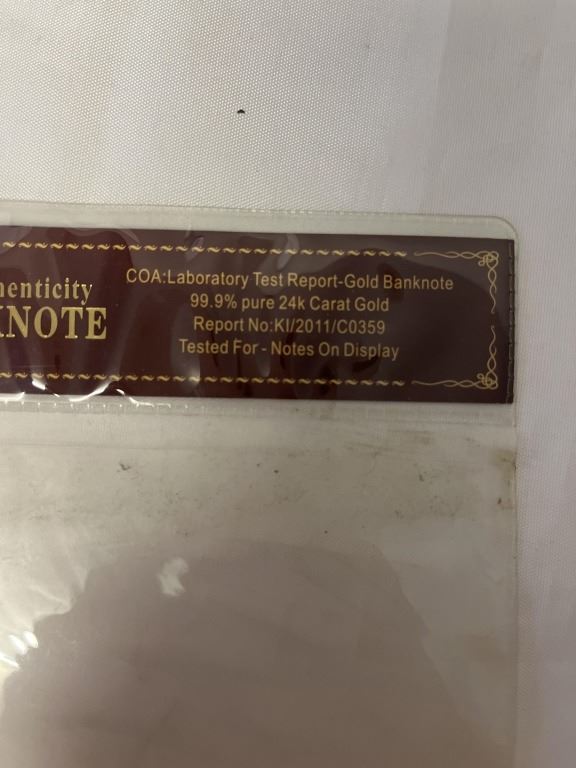 henticity
NOTE
COA:Laboratory Test Report-Gold Banknote
99.9% pure 24k Carat Gold
Report No:KI/2011/C0359
Tested For - Notes On Display